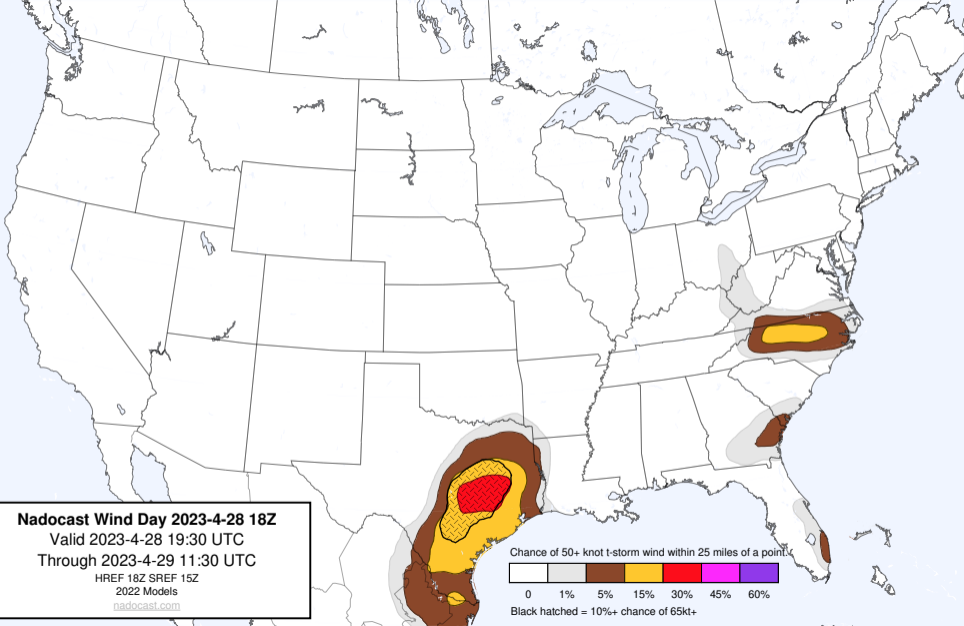 Nadocast Wind Day 2023-4-28 18Z
Valid 2023-4-28 19:30 UTC
Through 2023-4-29 11:30 UTC
HREF 18Z SREF 15Z
2022 Models
nadocast.com
Chance of 50+ knot t-storm wind within 25 miles of a point.
0 1% 5% 15% 30% 45% 60%
Black hatched = 10%+ chance of 65kt+